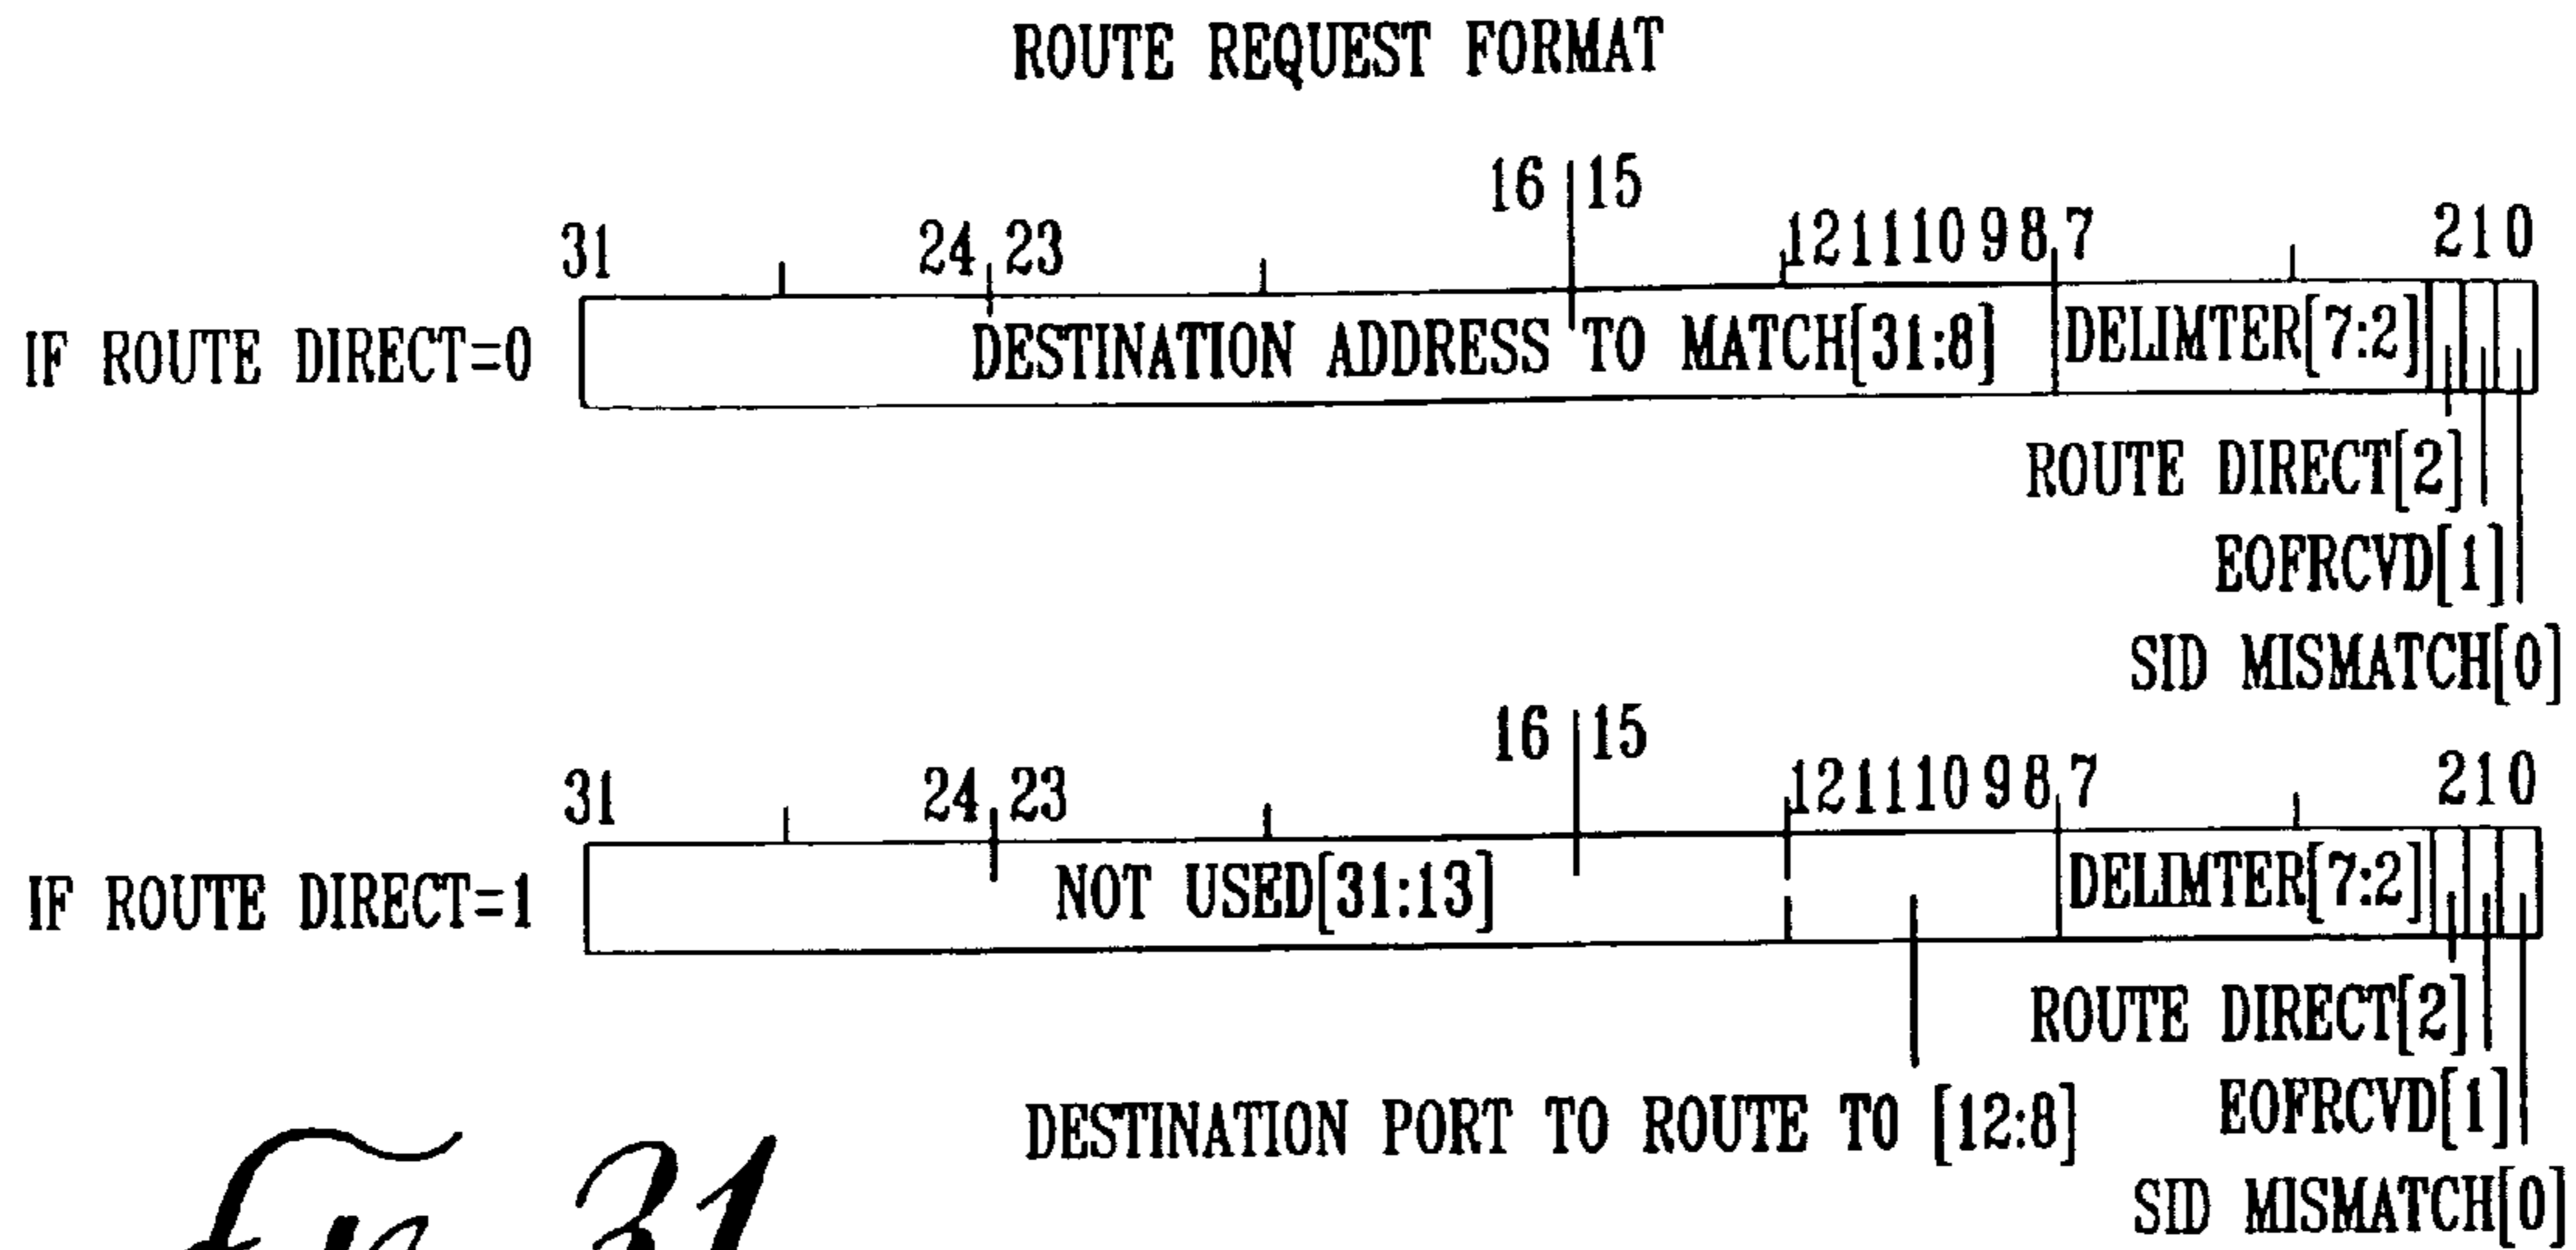 ROUTE REQUEST FORMAT
16 15
31 24 23 12 11 10 9 8 7 2 1 0
IF ROUTE DIRECT=0 DESTINATION ADDRESS TO MATCH[31:8] DELIMTER[7:2]
ROUTE DIRECT[2]
EOFRCVD[1]
SID MISMATCH[0]
16 15
31 24 23 12 11 10 9 8 7 2 1 0
IF ROUTE DIRECT=1 NOT USED[31:13] DELIMTER[7:2]
ROUTE DIRECT[2]
DESTINATION PORT TO ROUTE TO [12:8] EOFRCVD[1]
SID MISMATCH[0]
31